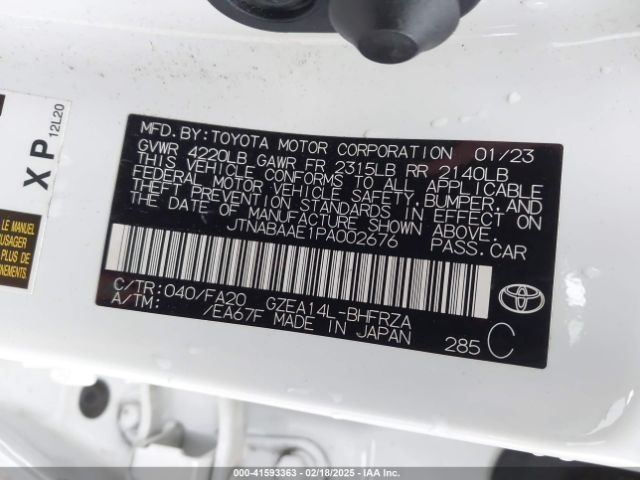 MFD.BY:TOYOTA MOTOR CORPORATION 01/23
GVWR 4220LB GAWR FR 2315LB RR 2140LB
THIS VEHICLE CONFORMS TO ALL APPLICABLE
FEDERAL MOTOR VEHICLE SAFETY,BUMPER,AND
THEFT PREVENTION STANDARDS IN EFFECT ON
THE DATE OF MANUFACTURE SHOWN ABOVE.
JTNABAAE1PA002676 PASS.CAR
C/TR:040/FA20 GZEA14L-BHFRZA
A/TM: /EA67F MADE IN JAPAN
285 C
TOYOTA
XP
12L20
LE MANUEL
USAGER
PLUS DE
NEMENTS
000-41593363 - 02/18/2025 - IAA Inc.